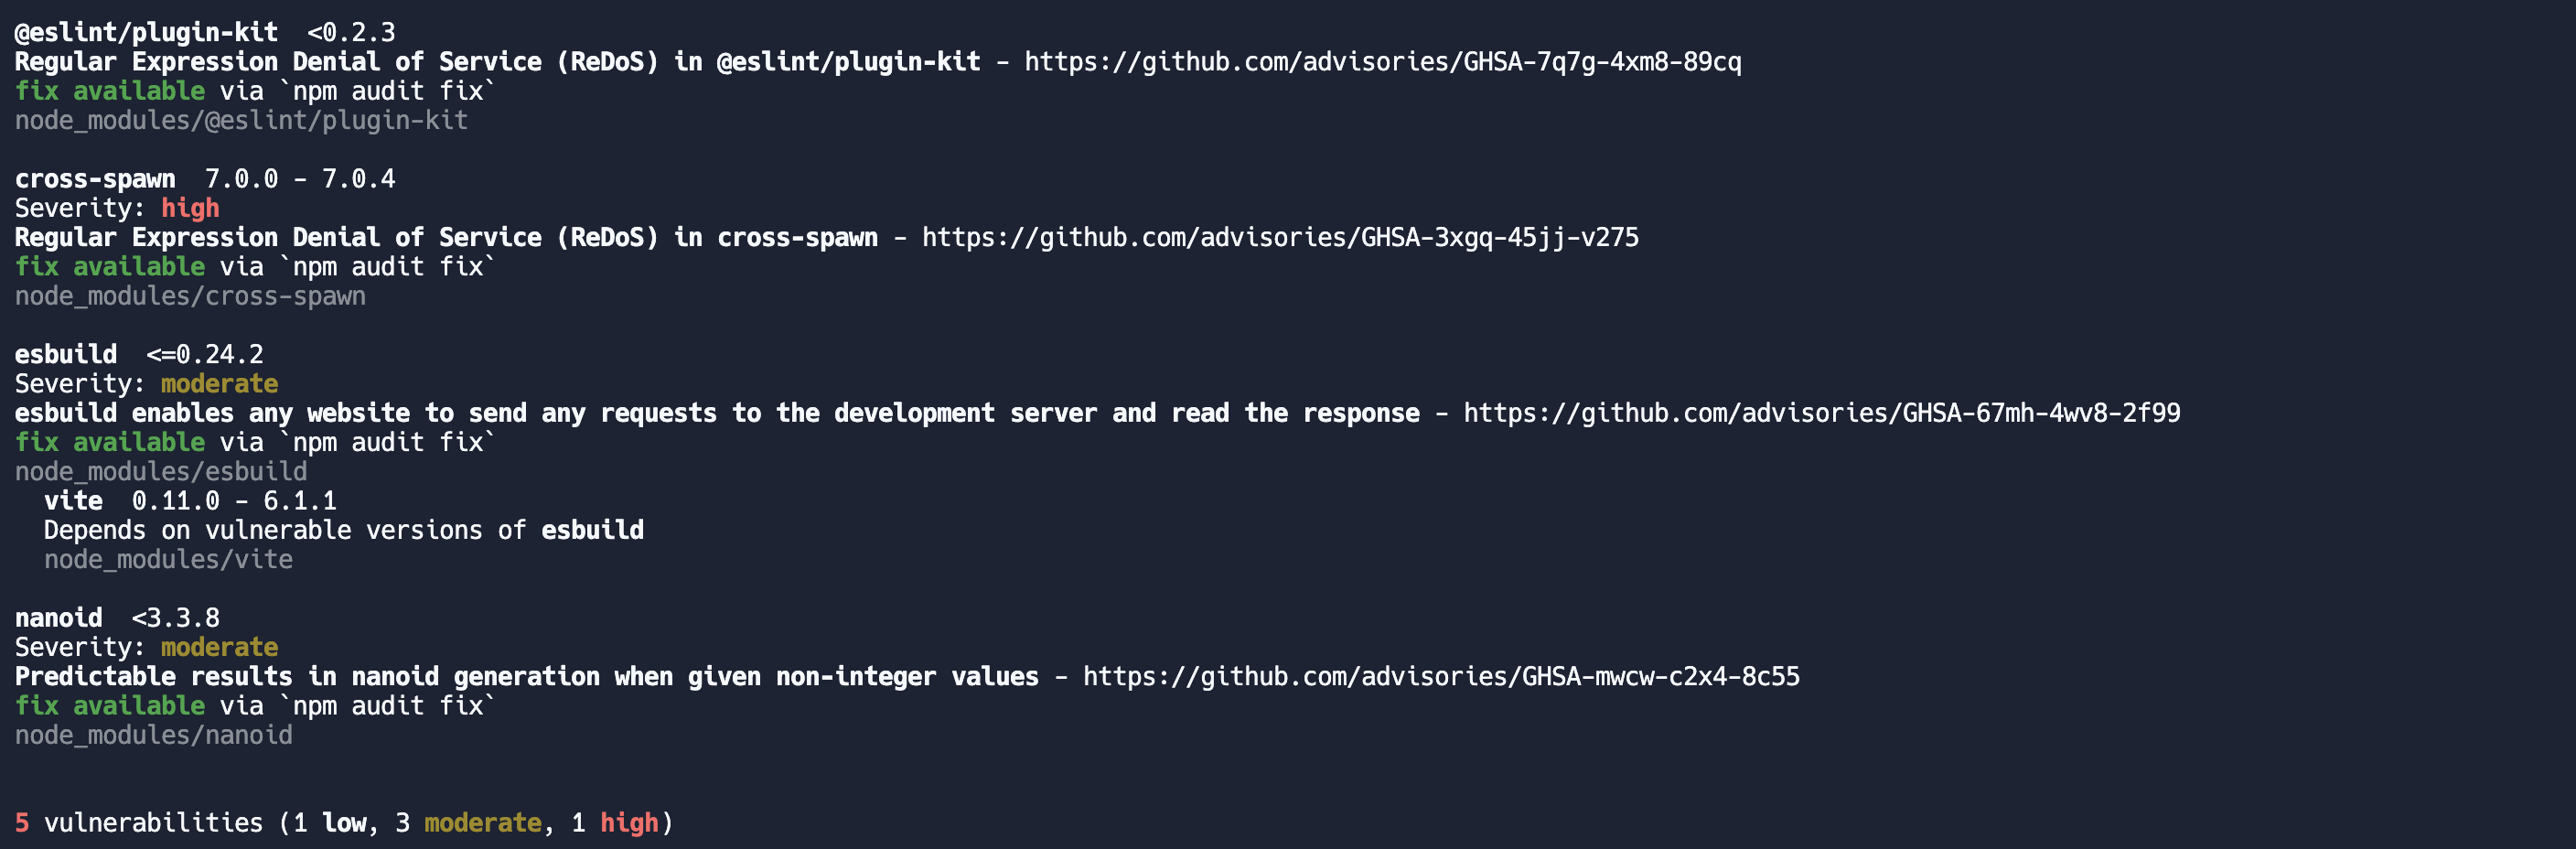 @eslint/plugin-kit  <0.2.3
Regular Expression Denial of Service (ReDoS) in @eslint/plugin-kit - https://github.com/advisories/GHSA-7q7g-4xm8-89cq
fix available via `npm audit fix`
node_modules/@eslint/plugin-kit

cross-spawn  7.0.0 - 7.0.4
Severity: high
Regular Expression Denial of Service (ReDoS) in cross-spawn - https://github.com/advisories/GHSA-3xgq-45jj-v275
fix available via `npm audit fix`
node_modules/cross-spawn

esbuild  <=0.24.2
Severity: moderate
esbuild enables any website to send any requests to the development server and read the response - https://github.com/advisories/GHSA-67mh-4wv8-2f99
fix available via `npm audit fix`
node_modules/esbuild
  vite  0.11.0 - 6.1.1
  Depends on vulnerable versions of esbuild
  node_modules/vite

nanoid  <3.3.8
Severity: moderate
Predictable results in nanoid generation when given non-integer values - https://github.com/advisories/GHSA-mwcw-c2x4-8c55
fix available via `npm audit fix`
node_modules/nanoid

5 vulnerabilities (1 low, 3 moderate, 1 high)